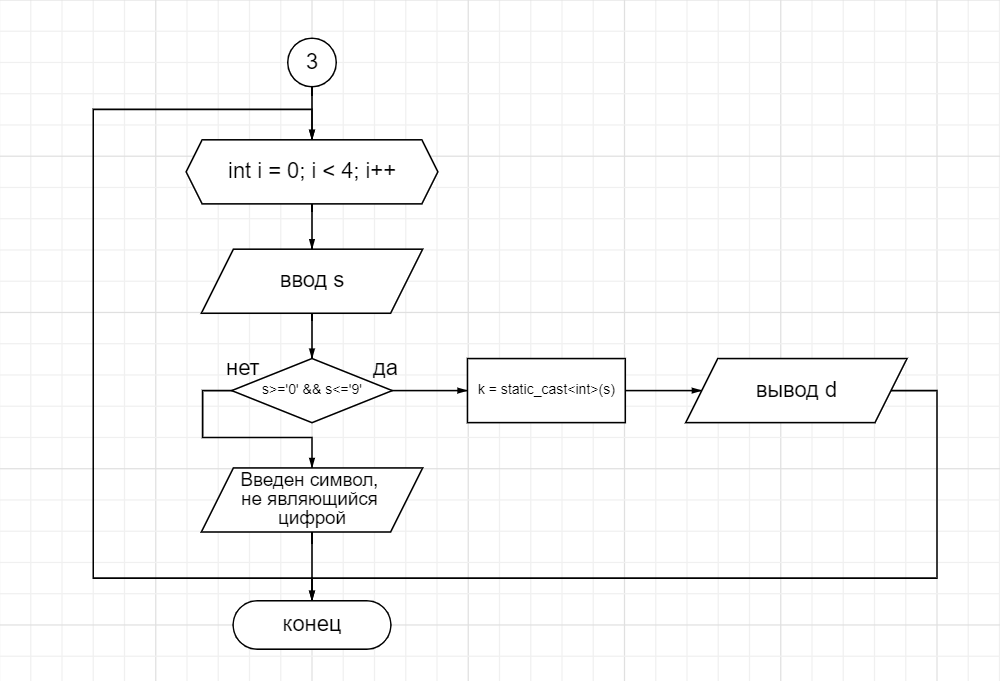 3
int i = 0; i < 4; i++
ввод s
нет
да
s>='0' && s<='9'
k = static_cast<int>(s)
вывод d
Введен символ,
не являющийся
цифрой
конец